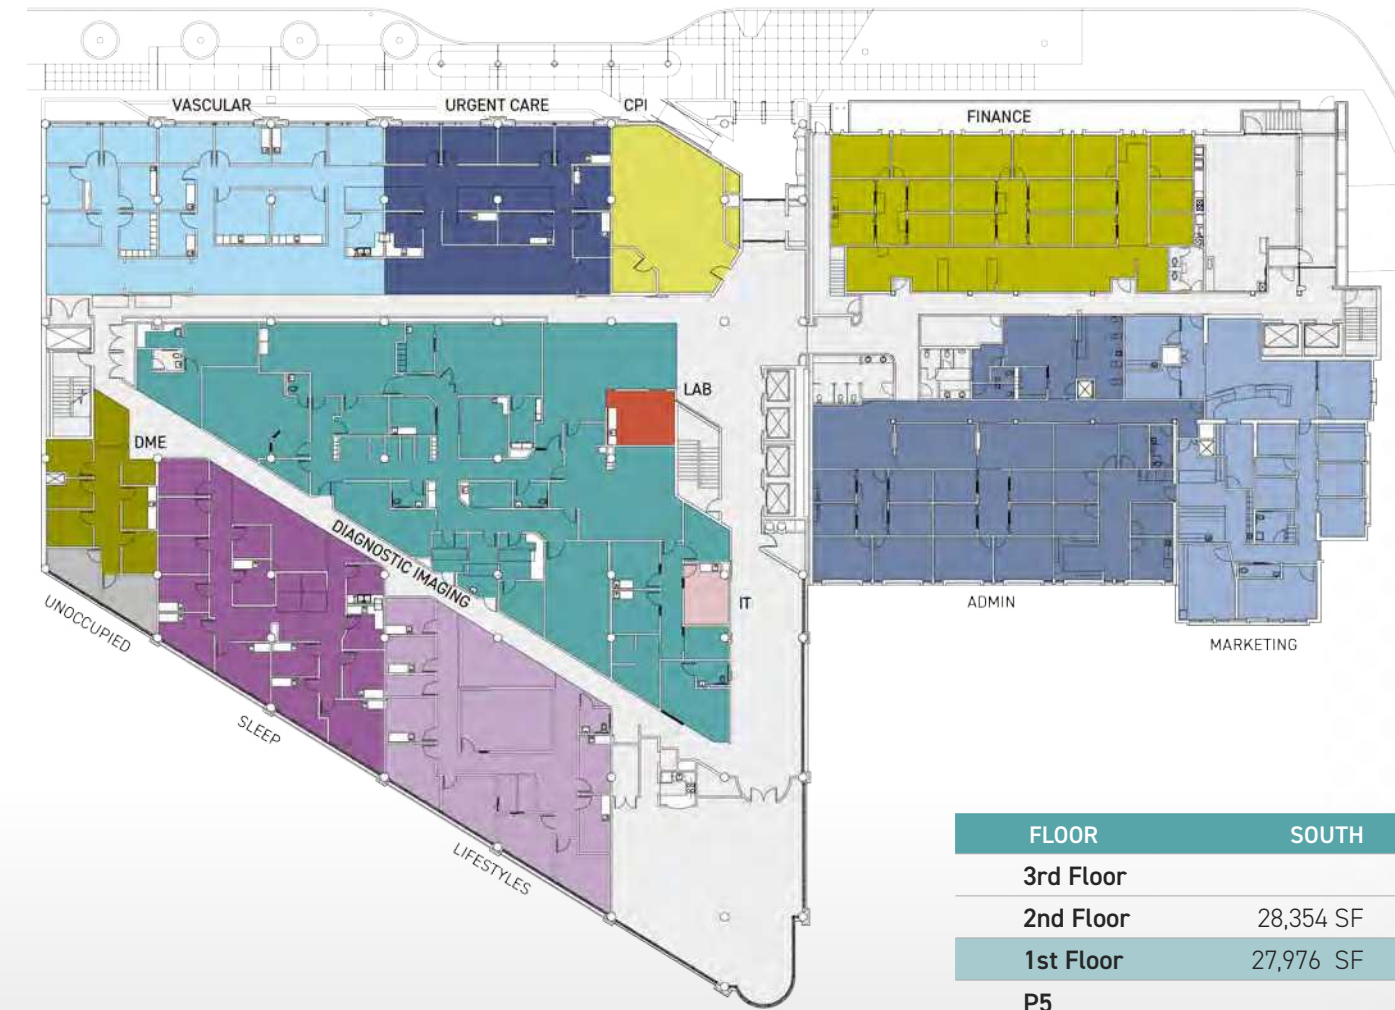 VASCULAR
URGENT CARE
CPI
FINANCE
LAB
DME
DIAGNOSTIC IMAGING
IT
ADMIN
UNOCCUPIED
MARKETING
SLEEP
LIFESTYLES
FLOOR SOUTH
3rd Floor
2nd Floor 28,354 SF
1st Floor 27,976 SF
P5